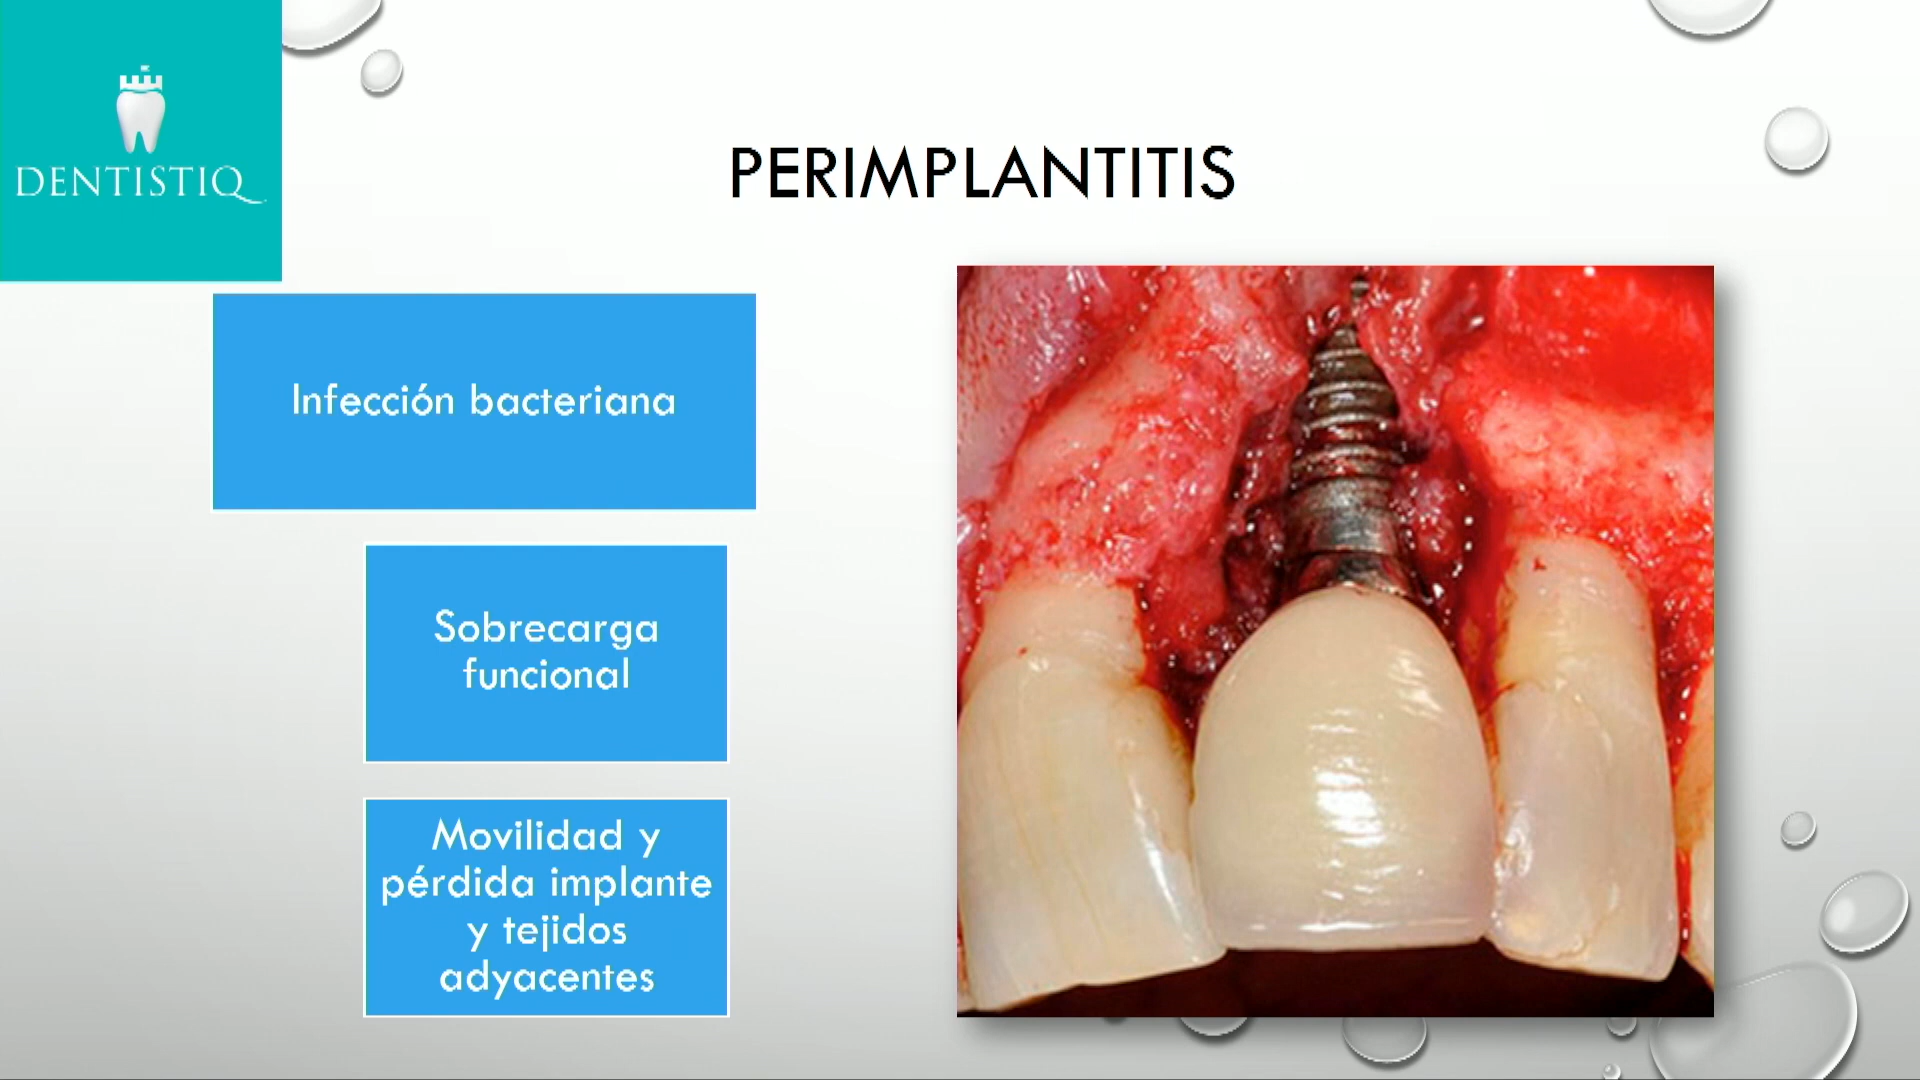 DENTISTIQ
PERIMPLANTITIS
Infección bacteriana
Sobrecarga
funcional
Movilidad y
pérdida implante
y tejidos
adyacentes